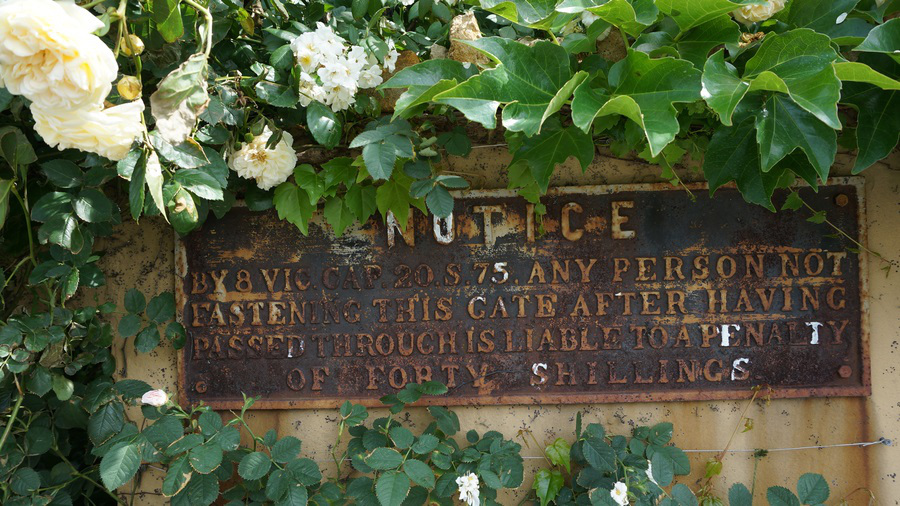 NOTICE
BY 8 VIC. CAP. 20. S. 75. ANY PERSON NOT
FASTENING THIS GATE AFTER HAVING
PASSED THROUGH IS LIABLE TO A PENALTY
OF FORTY SHILLINGS